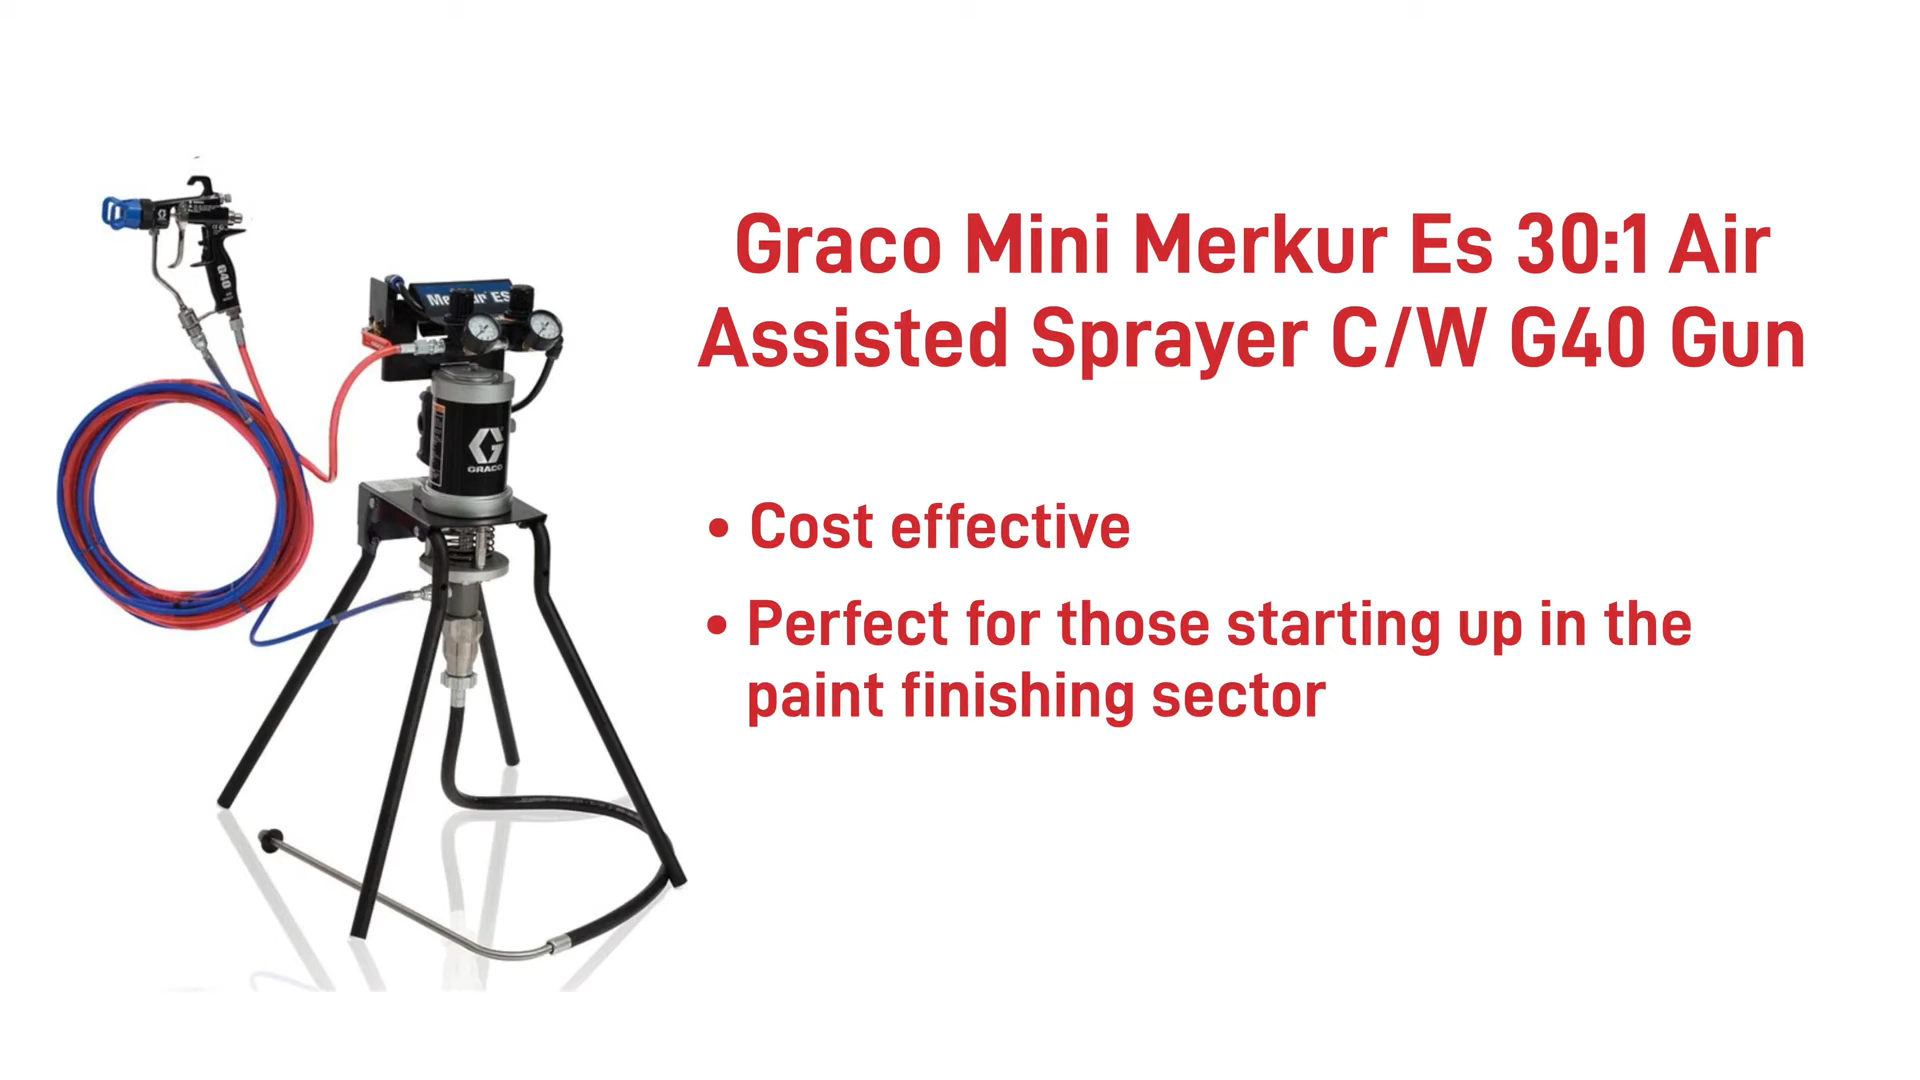 Graco Mini Merkur Es 30:1 Air
Assisted Sprayer C/W G40 Gun
• Cost effective
• Perfect for those starting up in the
paint finishing sector
G40
ES
GRACO